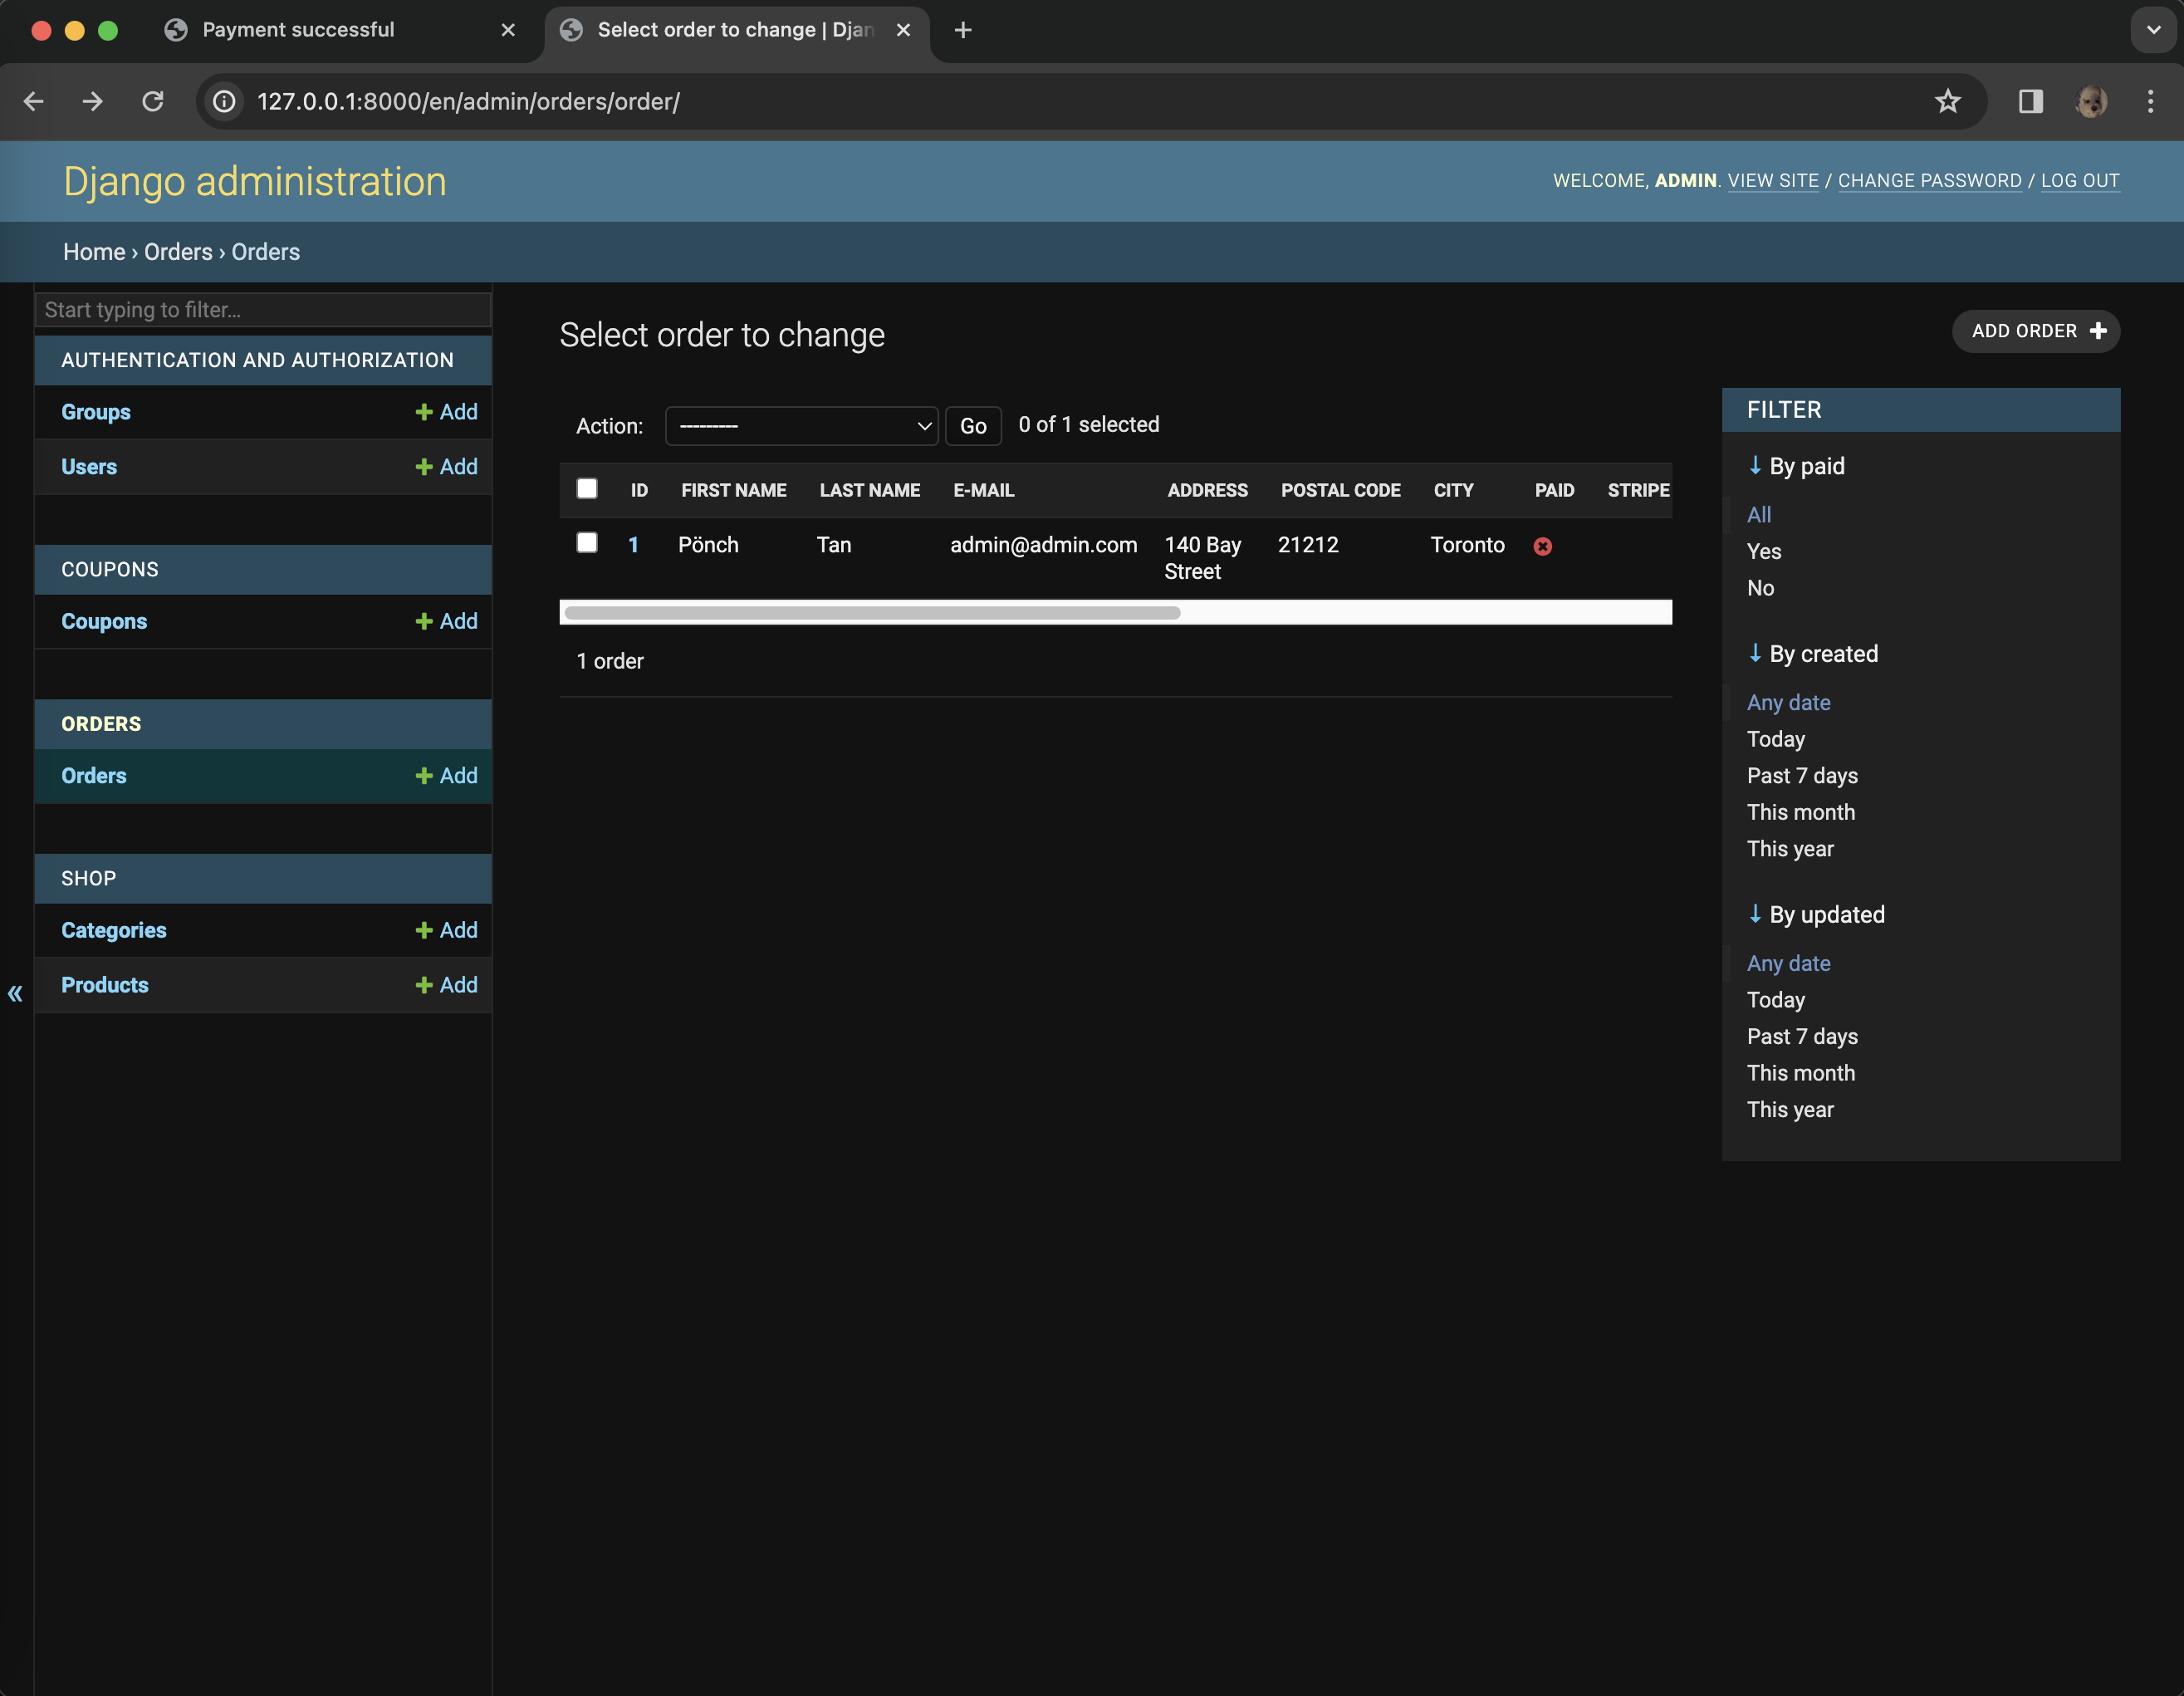 Payment successful
Select order to change | Djan
127.0.0.1:8000/en/admin/orders/order/
Django administration
WELCOME, ADMIN. VIEW SITE / CHANGE PASSWORD / LOG OUT
Home › Orders › Orders
Start typing to filter...
AUTHENTICATION AND AUTHORIZATION
Groups + Add
Users + Add
COUPONS
Coupons + Add
ORDERS
Orders + Add
SHOP
Categories + Add
Products + Add
«
Select order to change
ADD ORDER +
Action: --------- Go 0 of 1 selected
ID FIRST NAME LAST NAME E-MAIL ADDRESS POSTAL CODE CITY PAID STRIPE
1 Pönch Tan admin@admin.com 140 Bay 21212 Toronto
Street
1 order
FILTER
↓ By paid
All
Yes
No
↓ By created
Any date
Today
Past 7 days
This month
This year
↓ By updated
Any date
Today
Past 7 days
This month
This year